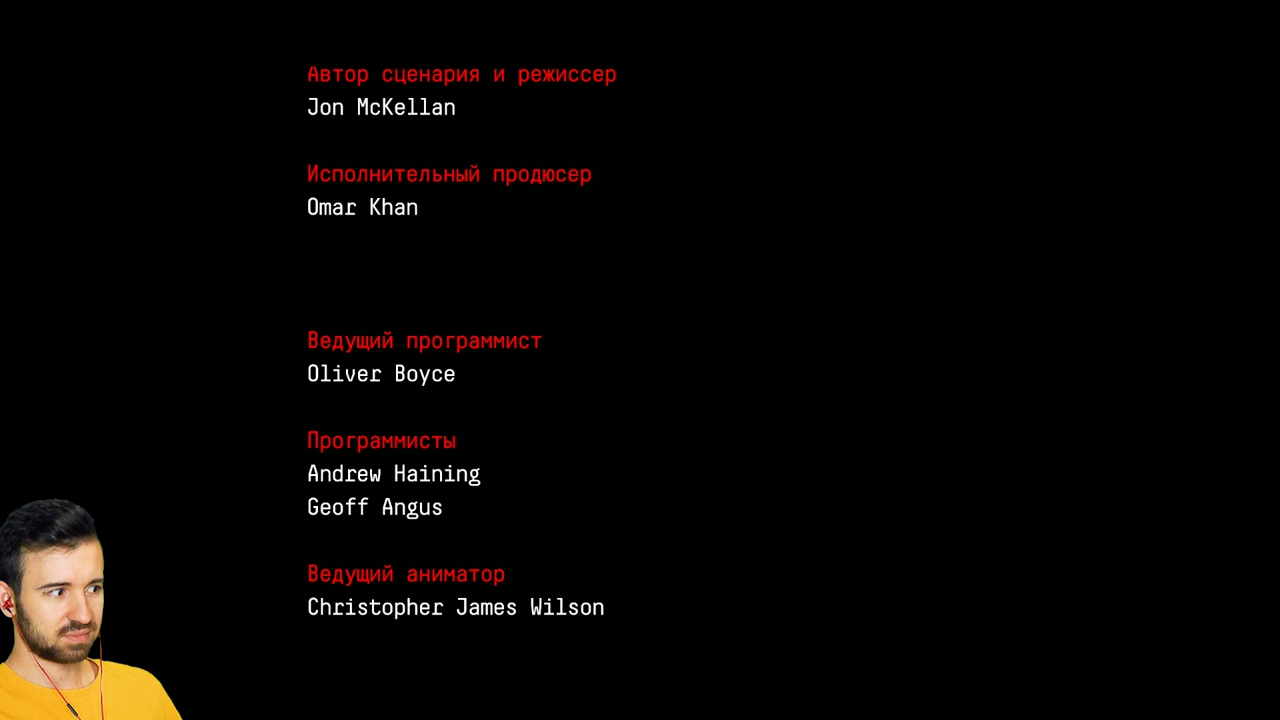 Автор сценария и режиссер
Jon McKellan
Исполнительный продюсер
Omar Khan
Ведущий программист
Oliver Boyce
Программисты
Andrew Haining
Geoff Angus
Ведущий аниматор
Christopher James Wilson